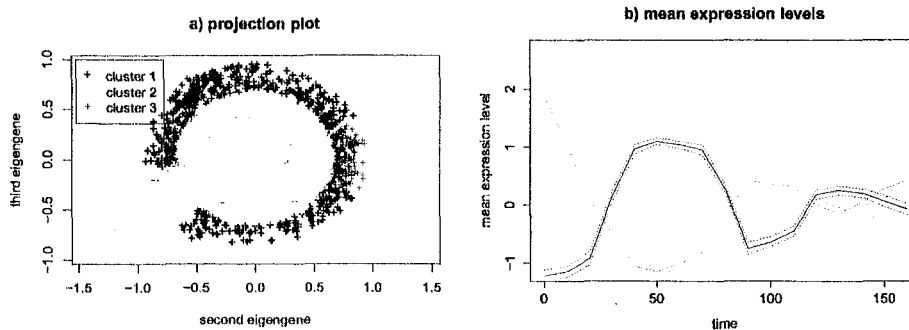 a) projection plot
1.0
0.5
0.0
-0.5
-1.0
third eigengene
cluster 1
cluster 2
cluster 3
-1.5 -1.0 -0.5 0.0 0.5 1.0 1.5
second eigengene
b) mean expression levels
2
1
0
-1
mean expression level
0 50 100 150
time